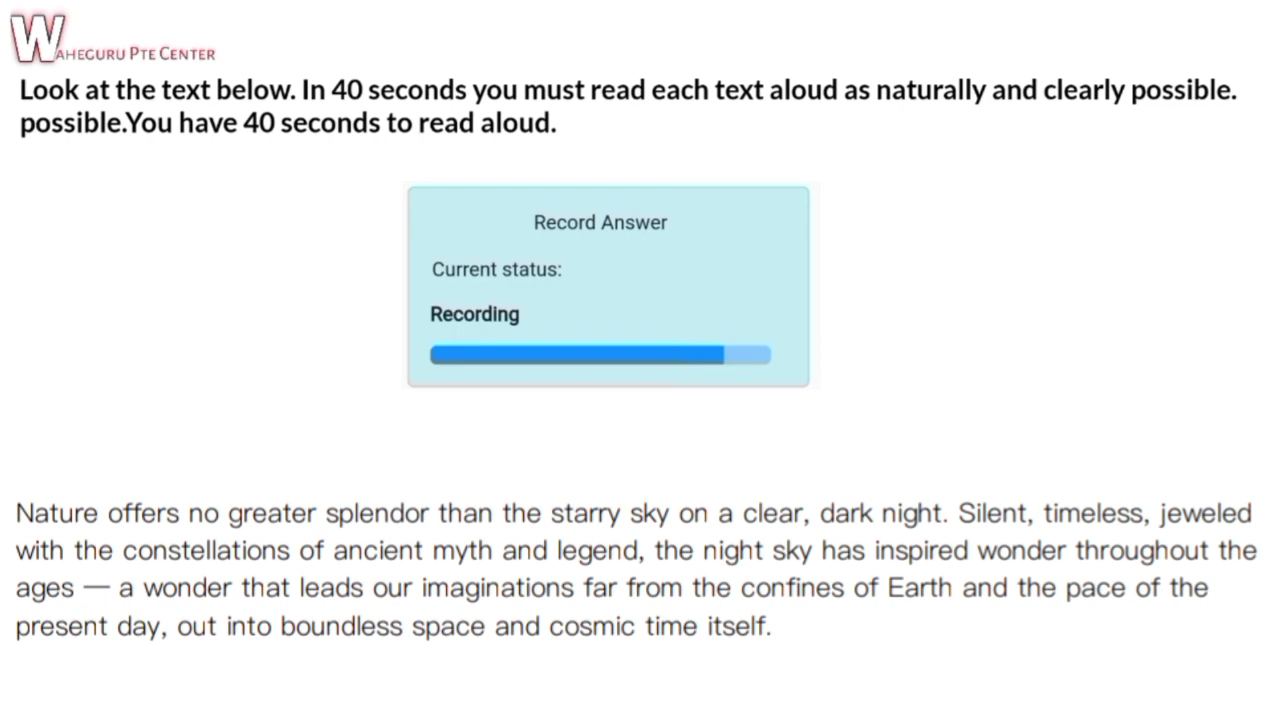 WAHEGURU PTE CENTER
Look at the text below. In 40 seconds you must read each text aloud as naturally and clearly possible.
possible.You have 40 seconds to read aloud.
Record Answer
Current status:
Recording
Nature offers no greater splendor than the starry sky on a clear, dark night. Silent, timeless, jeweled
with the constellations of ancient myth and legend, the night sky has inspired wonder throughout the
ages — a wonder that leads our imaginations far from the confines of Earth and the pace of the
present day, out into boundless space and cosmic time itself.